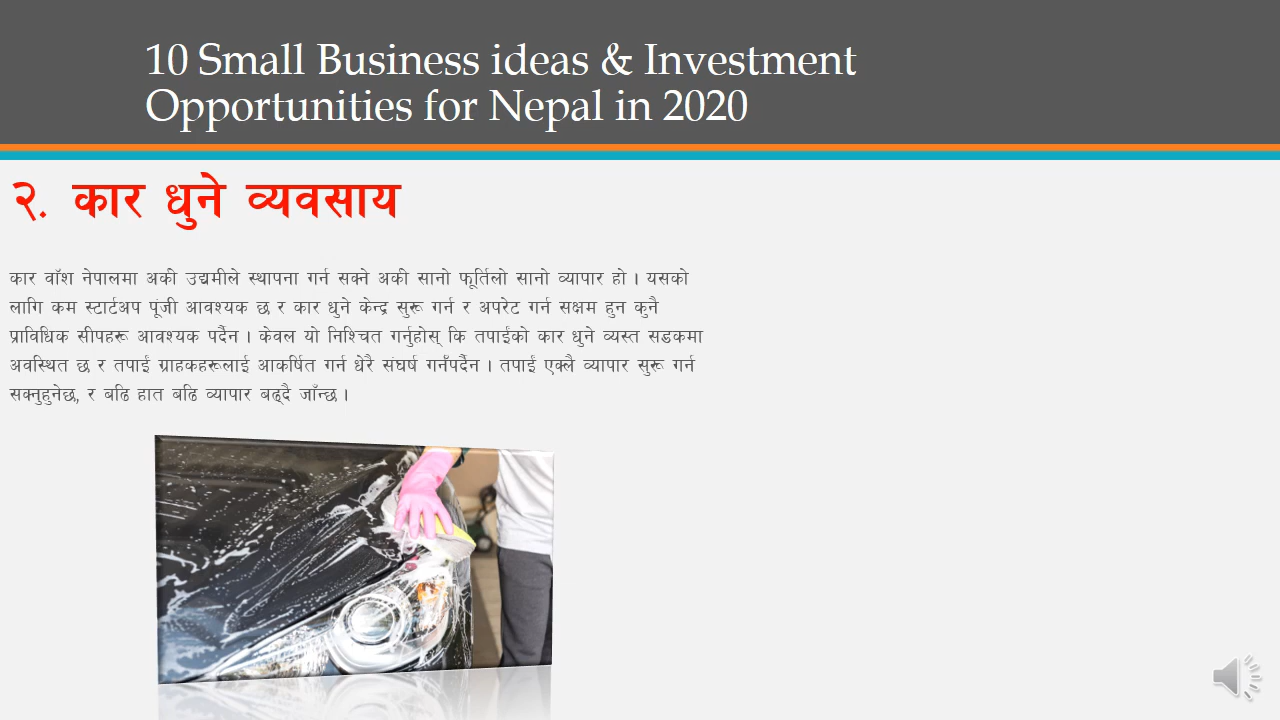 10 Small Business ideas & Investment
Opportunities for Nepal in 2020
२. कार धुने व्यवसाय
कार वॉश नेपालमा अकी उद्यमीले स्थापना गर्न सक्ने अकी सानो फूर्तिलो सानो व्यापार हो । यसको
लागि कम स्टार्टअप पूंजी आवश्यक छ र कार धुने केन्द्र सुरू गर्न र अपरेट गर्न सक्षम हुन कुनै
प्राविधिक सीपहरू आवश्यक पर्दैन । केवल यो निश्चित गर्नुहोस् कि तपाईंको कार धुने व्यस्त सडकमा
अवस्थित छ र तपाईं ग्राहकहरूलाई आकर्षित गर्न धेरै संघर्ष गर्नुपर्दैन । तपाईं एक्लै व्यापार सुरू गर्न
सक्नुहुनेछ, र बढि हात बढि व्यापार बढ्दै जाँन्छ ।